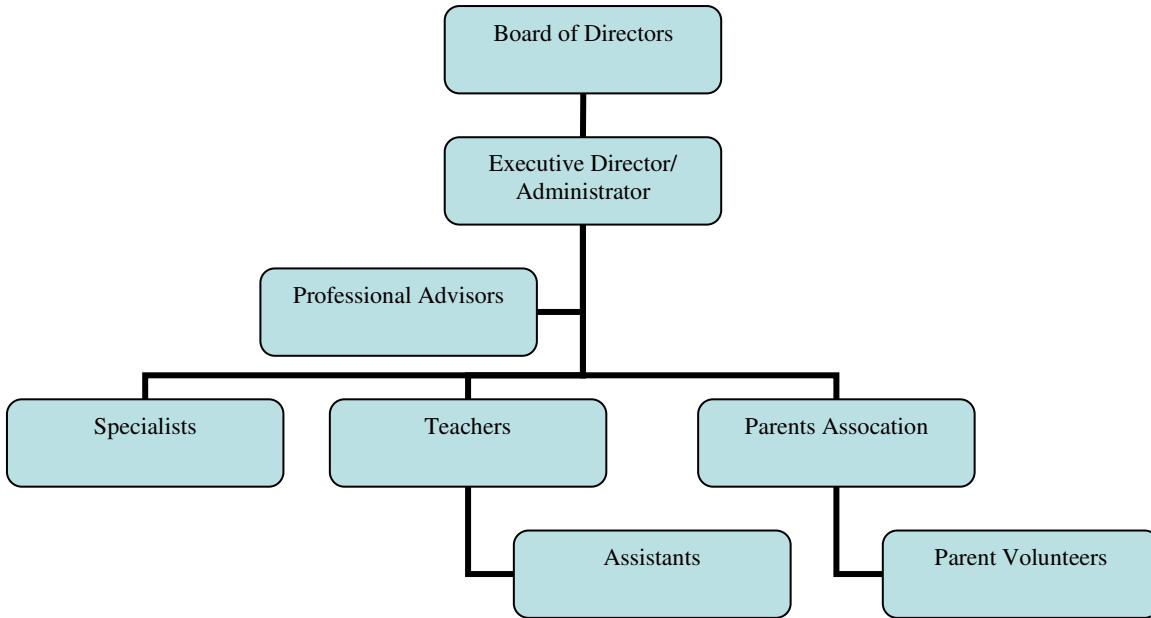 Board of Directors
Executive Director/
Administrator
Professional Advisors
Specialists
Teachers
Parents Assocation
Assistants
Parent Volunteers